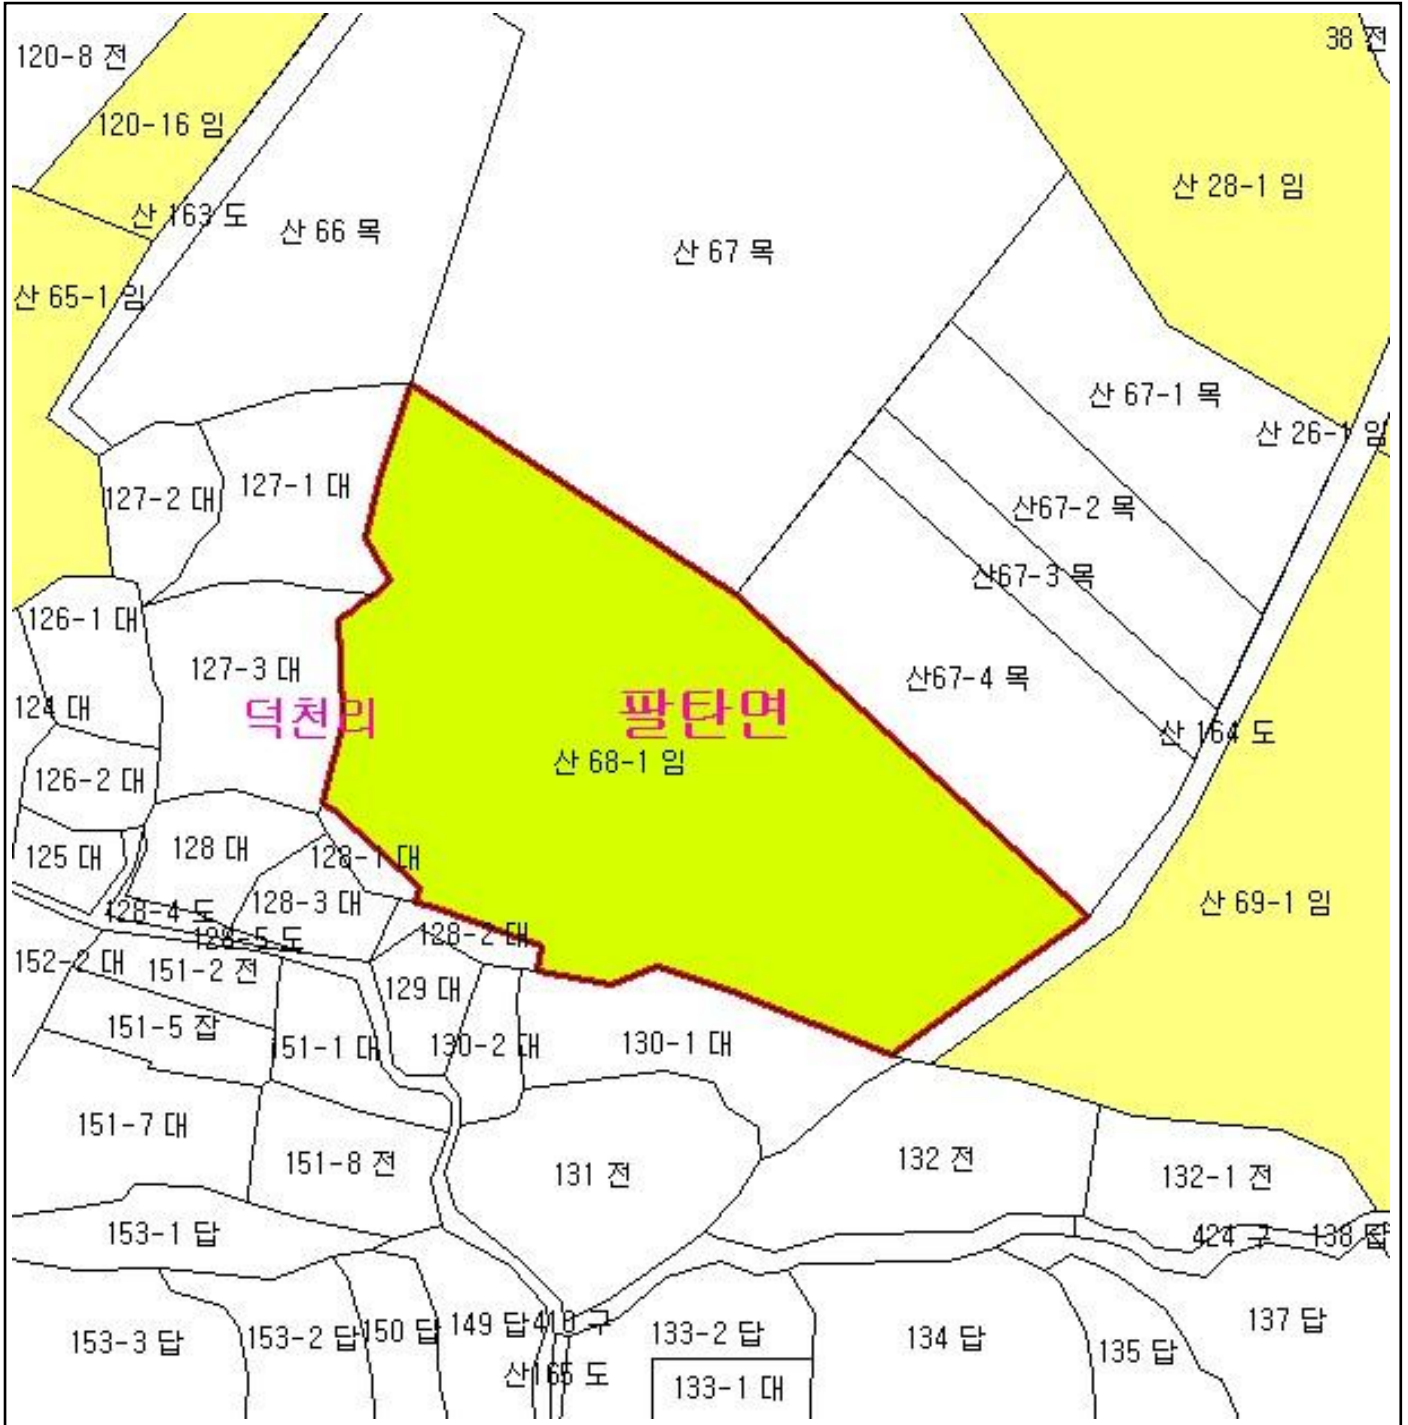 38 전
120-8 전
120-16 임
산 28-1 임
산 163 도
산 66 목
산 67 목
산 65-1 임
산 67-1 목
산 26-1 임
127-2 대
127-1 대
산67-2 목
산67-3 목
126-1 대
127-3 대
산67-4 목
124 대
덕천리
팔탄면
산 164 도
산 68-1 임
126-2 대
125 대
128 대
128-1 대
128-3 대
산 69-1 임
128-4 도
128-5 도
128-2 대
152-2 대
151-2 전
129 대
151-5 잡
151-1 대
130-2 대
130-1 대
151-7 대
151-8 전
131 전
132 전
132-1 전
153-1 답
424 구
138 답
153-3 답
153-2 답
150 답
149 답
133-2 답
134 답
135 답
137 답
산165 도
133-1 대